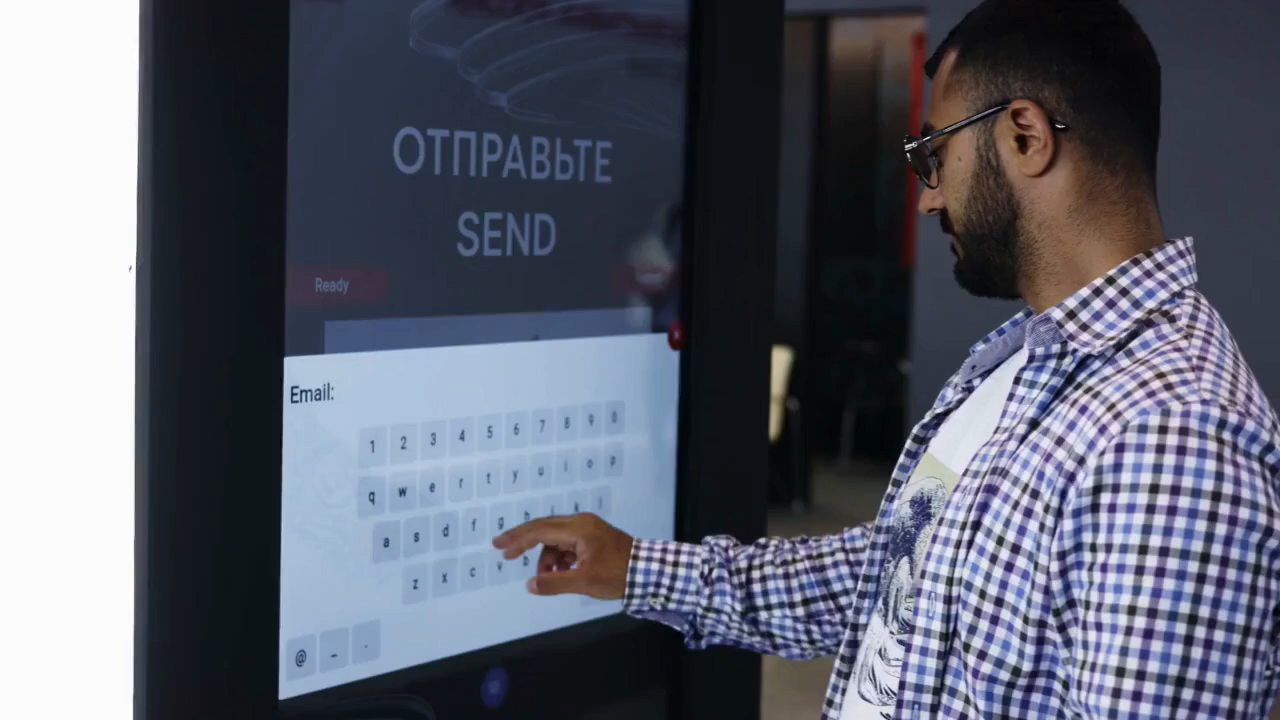 ОТПРАВЬТЕ
SEND
Ready
Email:
1 2 3 4 5 6 7 8 9 0
q w e r t y u i o p
a s d f g h j k l
z x c v b
@ _ .